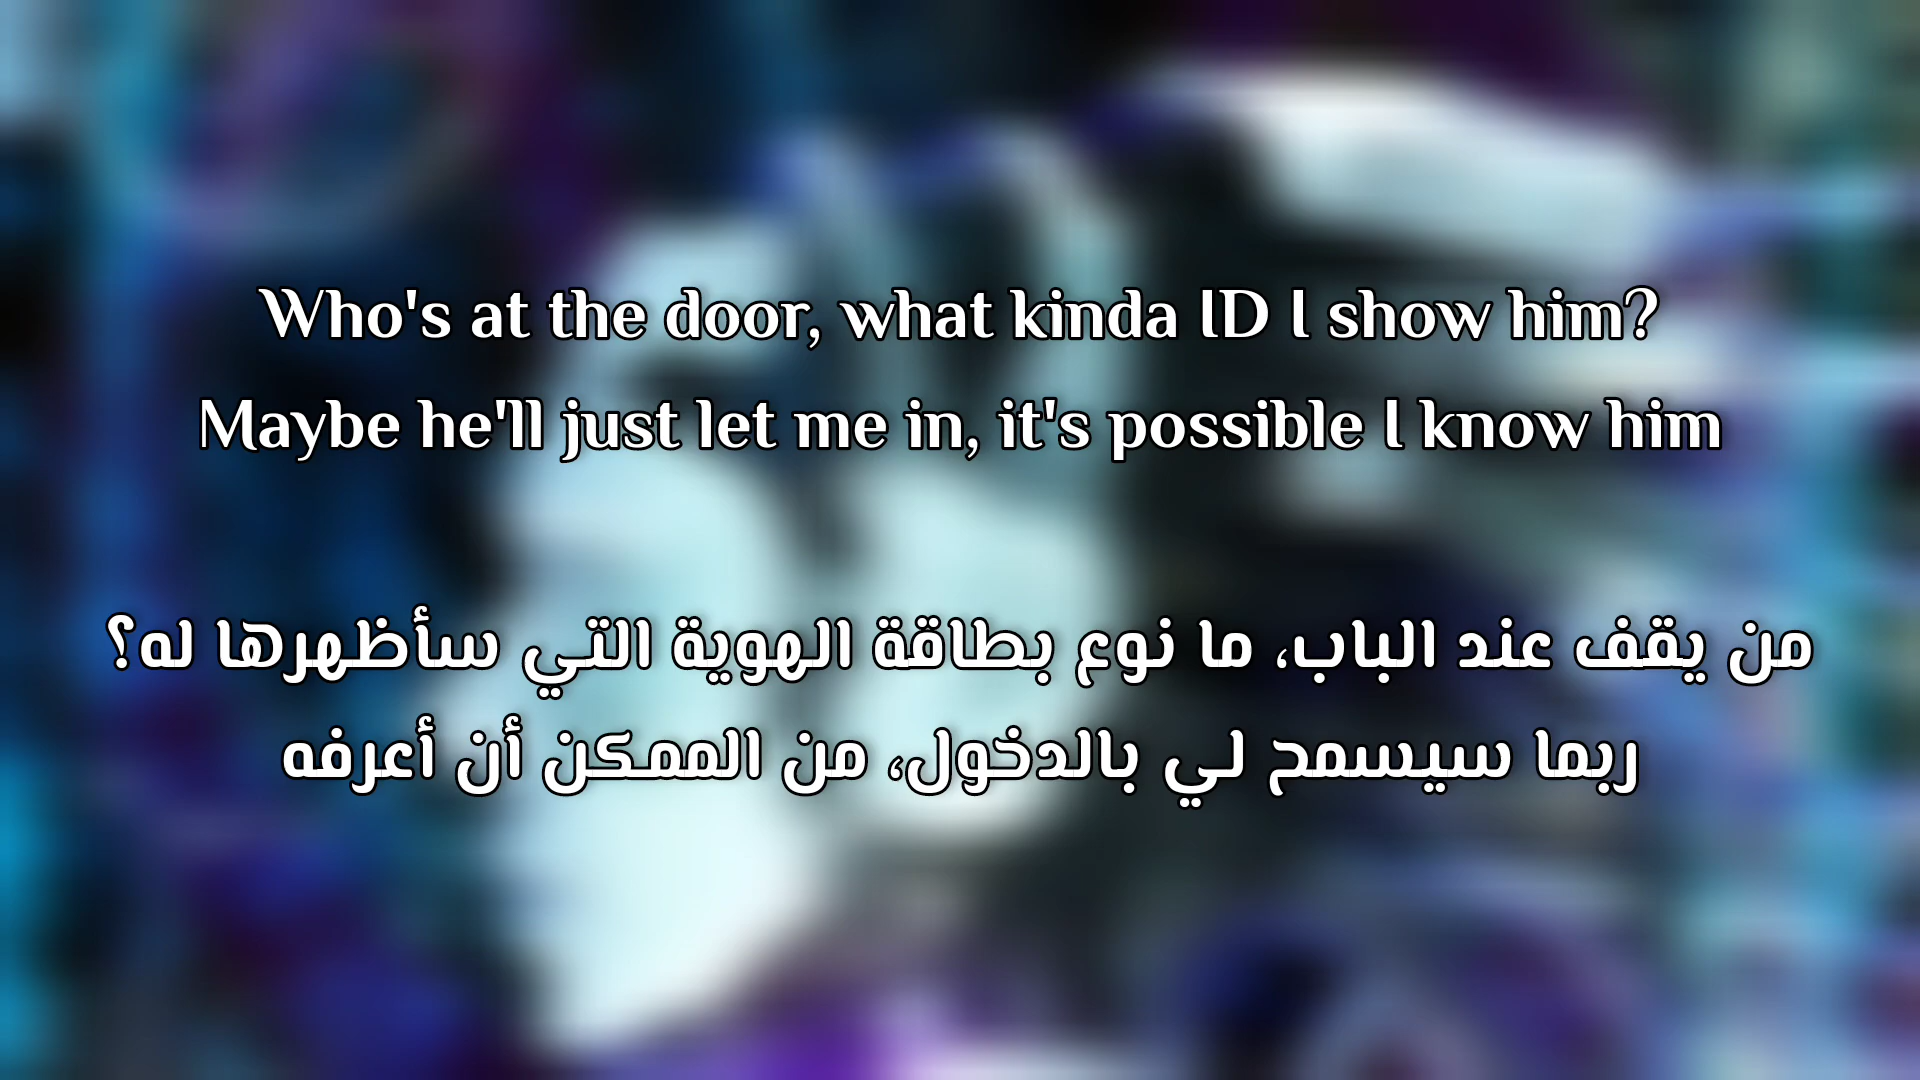 Who's at the door, what kinda ID I show him?
Maybe he'll just let me in, it's possible I know him
من يقف عند الباب، ما نوع بطاقة الهوية التي سأظهرها له؟
ربما سيسمح لي بالدخول، من الممكن أن أعرفه